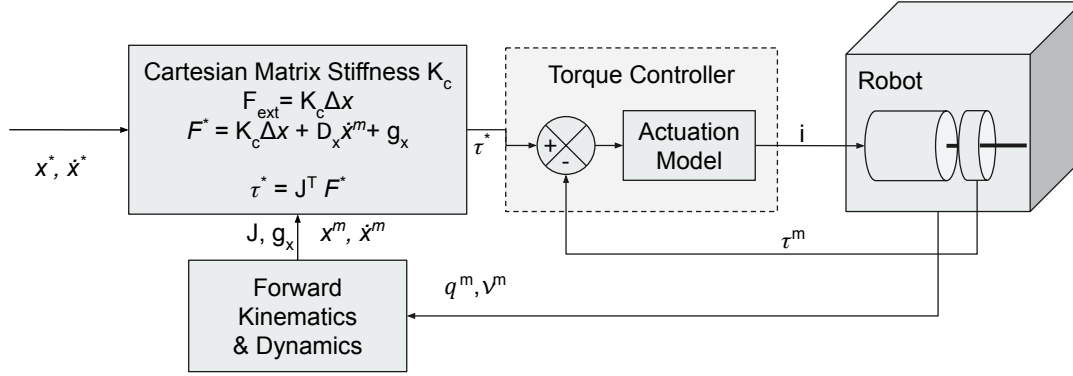 Cartesian Matrix Stiffness K_c
F_ext = K_c Δx
F^* = K_c Δx + D_x ẋ^m + g_x
τ^* = J^T F^*
x^*, ẋ^*
τ^*
Torque Controller
+
-
Actuation
Model
i
Robot
τ^m
J, g_x x^m, ẋ^m
q^m, ν^m
Forward
Kinematics
& Dynamics